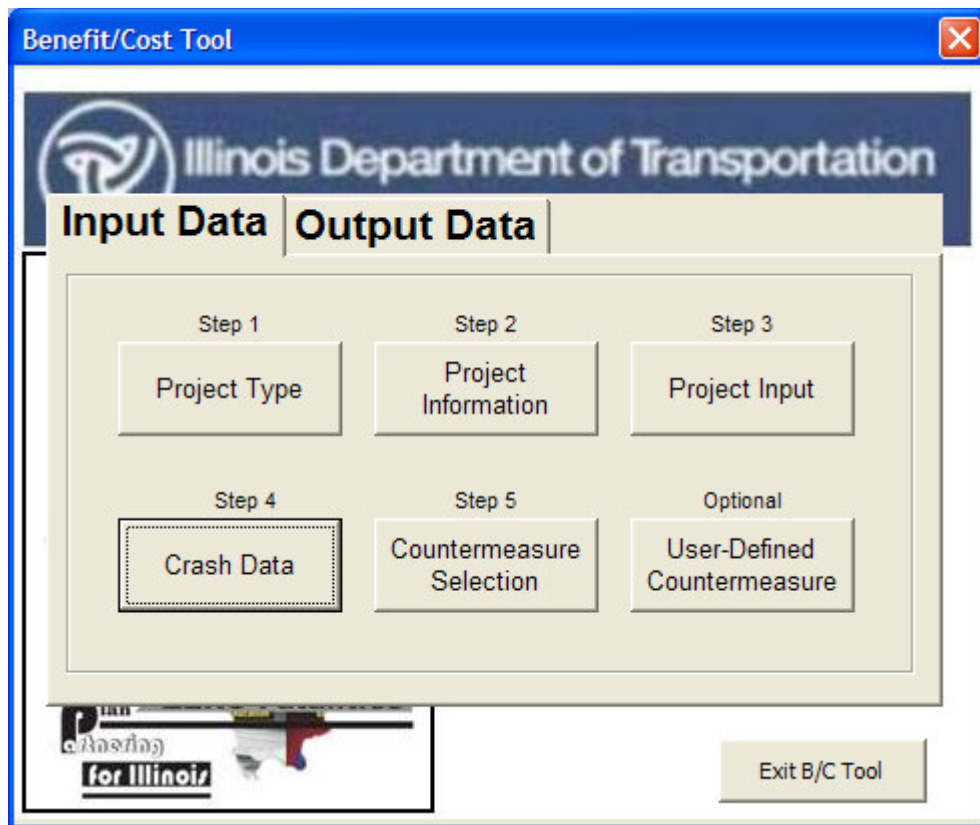 Benefit/Cost Tool
Illinois Department of Transportation
Input Data
Output Data
Step 1
Step 2
Step 3
Project Type
Project
Information
Project Input
Step 4
Step 5
Optional
Crash Data
Countermeasure
Selection
User-Defined
Countermeasure
Plan
for Illinois
Exit B/C Tool